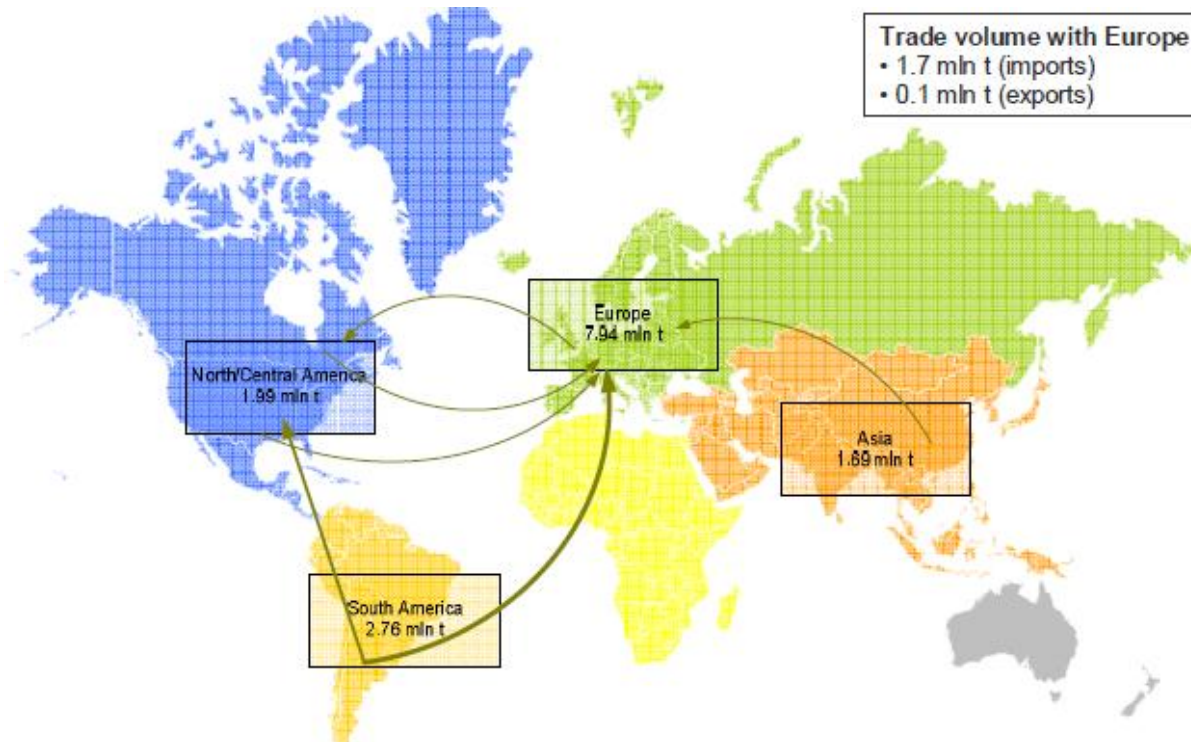 Trade volume with Europe
• 1.7 mln t (imports)
• 0.1 mln t (exports)
Europe
7.94 mln t
North/Central America
1.99 mln t
Asia
1.69 mln t
South America
2.76 mln t